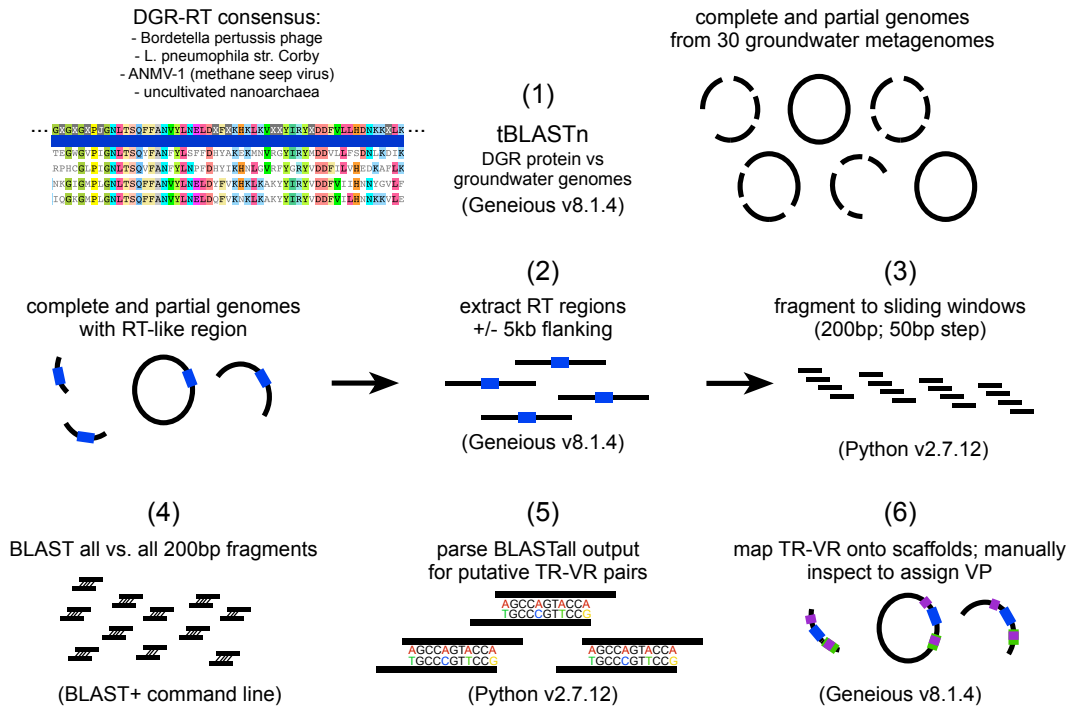 DGR-RT consensus:
- Bordetella pertussis phage
- L. pneumophila str. Corby
- ANMV-1 (methane seep virus)
- uncultivated nanoarchaea
GXGXGXPJGNLTSQFFANVYLNELDXFXKHKLKVXXYIRYXDDFVLLHDNKKXLK
TEGWGVPIGNLTSQVFANVYLSFFDHYAKEKMNVRGYIRYADDVLLFSDNLKDIK
RPHCGLPIGNLTSQFFANFYLNPFDHYIKHNLGVRFYGRYVDDFILVHEDKAFLK
NKGIGMPLGNLTSQFFANVYLNELDYFVKHKLKAKYYIRYVDDFVIIHNNYGVLF
IQGKGMPLGNLTSQFFANVYLNELDQFVKNKLKAKYYIRYVDDFVILHNNKKVLE
(1)
tBLASTn
DGR protein vs
groundwater genomes
(Geneious v8.1.4)
complete and partial genomes
from 30 groundwater metagenomes
complete and partial genomes
with RT-like region
(2)
extract RT regions
+/- 5kb flanking
(Geneious v8.1.4)
(3)
fragment to sliding windows
(200bp; 50bp step)
(Python v2.7.12)
(4)
BLAST all vs. all 200bp fragments
(BLAST+ command line)
(5)
parse BLASTall output
for putative TR-VR pairs
AGCCAGTACCA
TGCCCGTTCCG
AGCCAGTACCA
TGCCCGTTCCG
AGCCAGTACCA
TGCCCGTTCCG
(Python v2.7.12)
(6)
map TR-VR onto scaffolds; manually
inspect to assign VP
(Geneious v8.1.4)